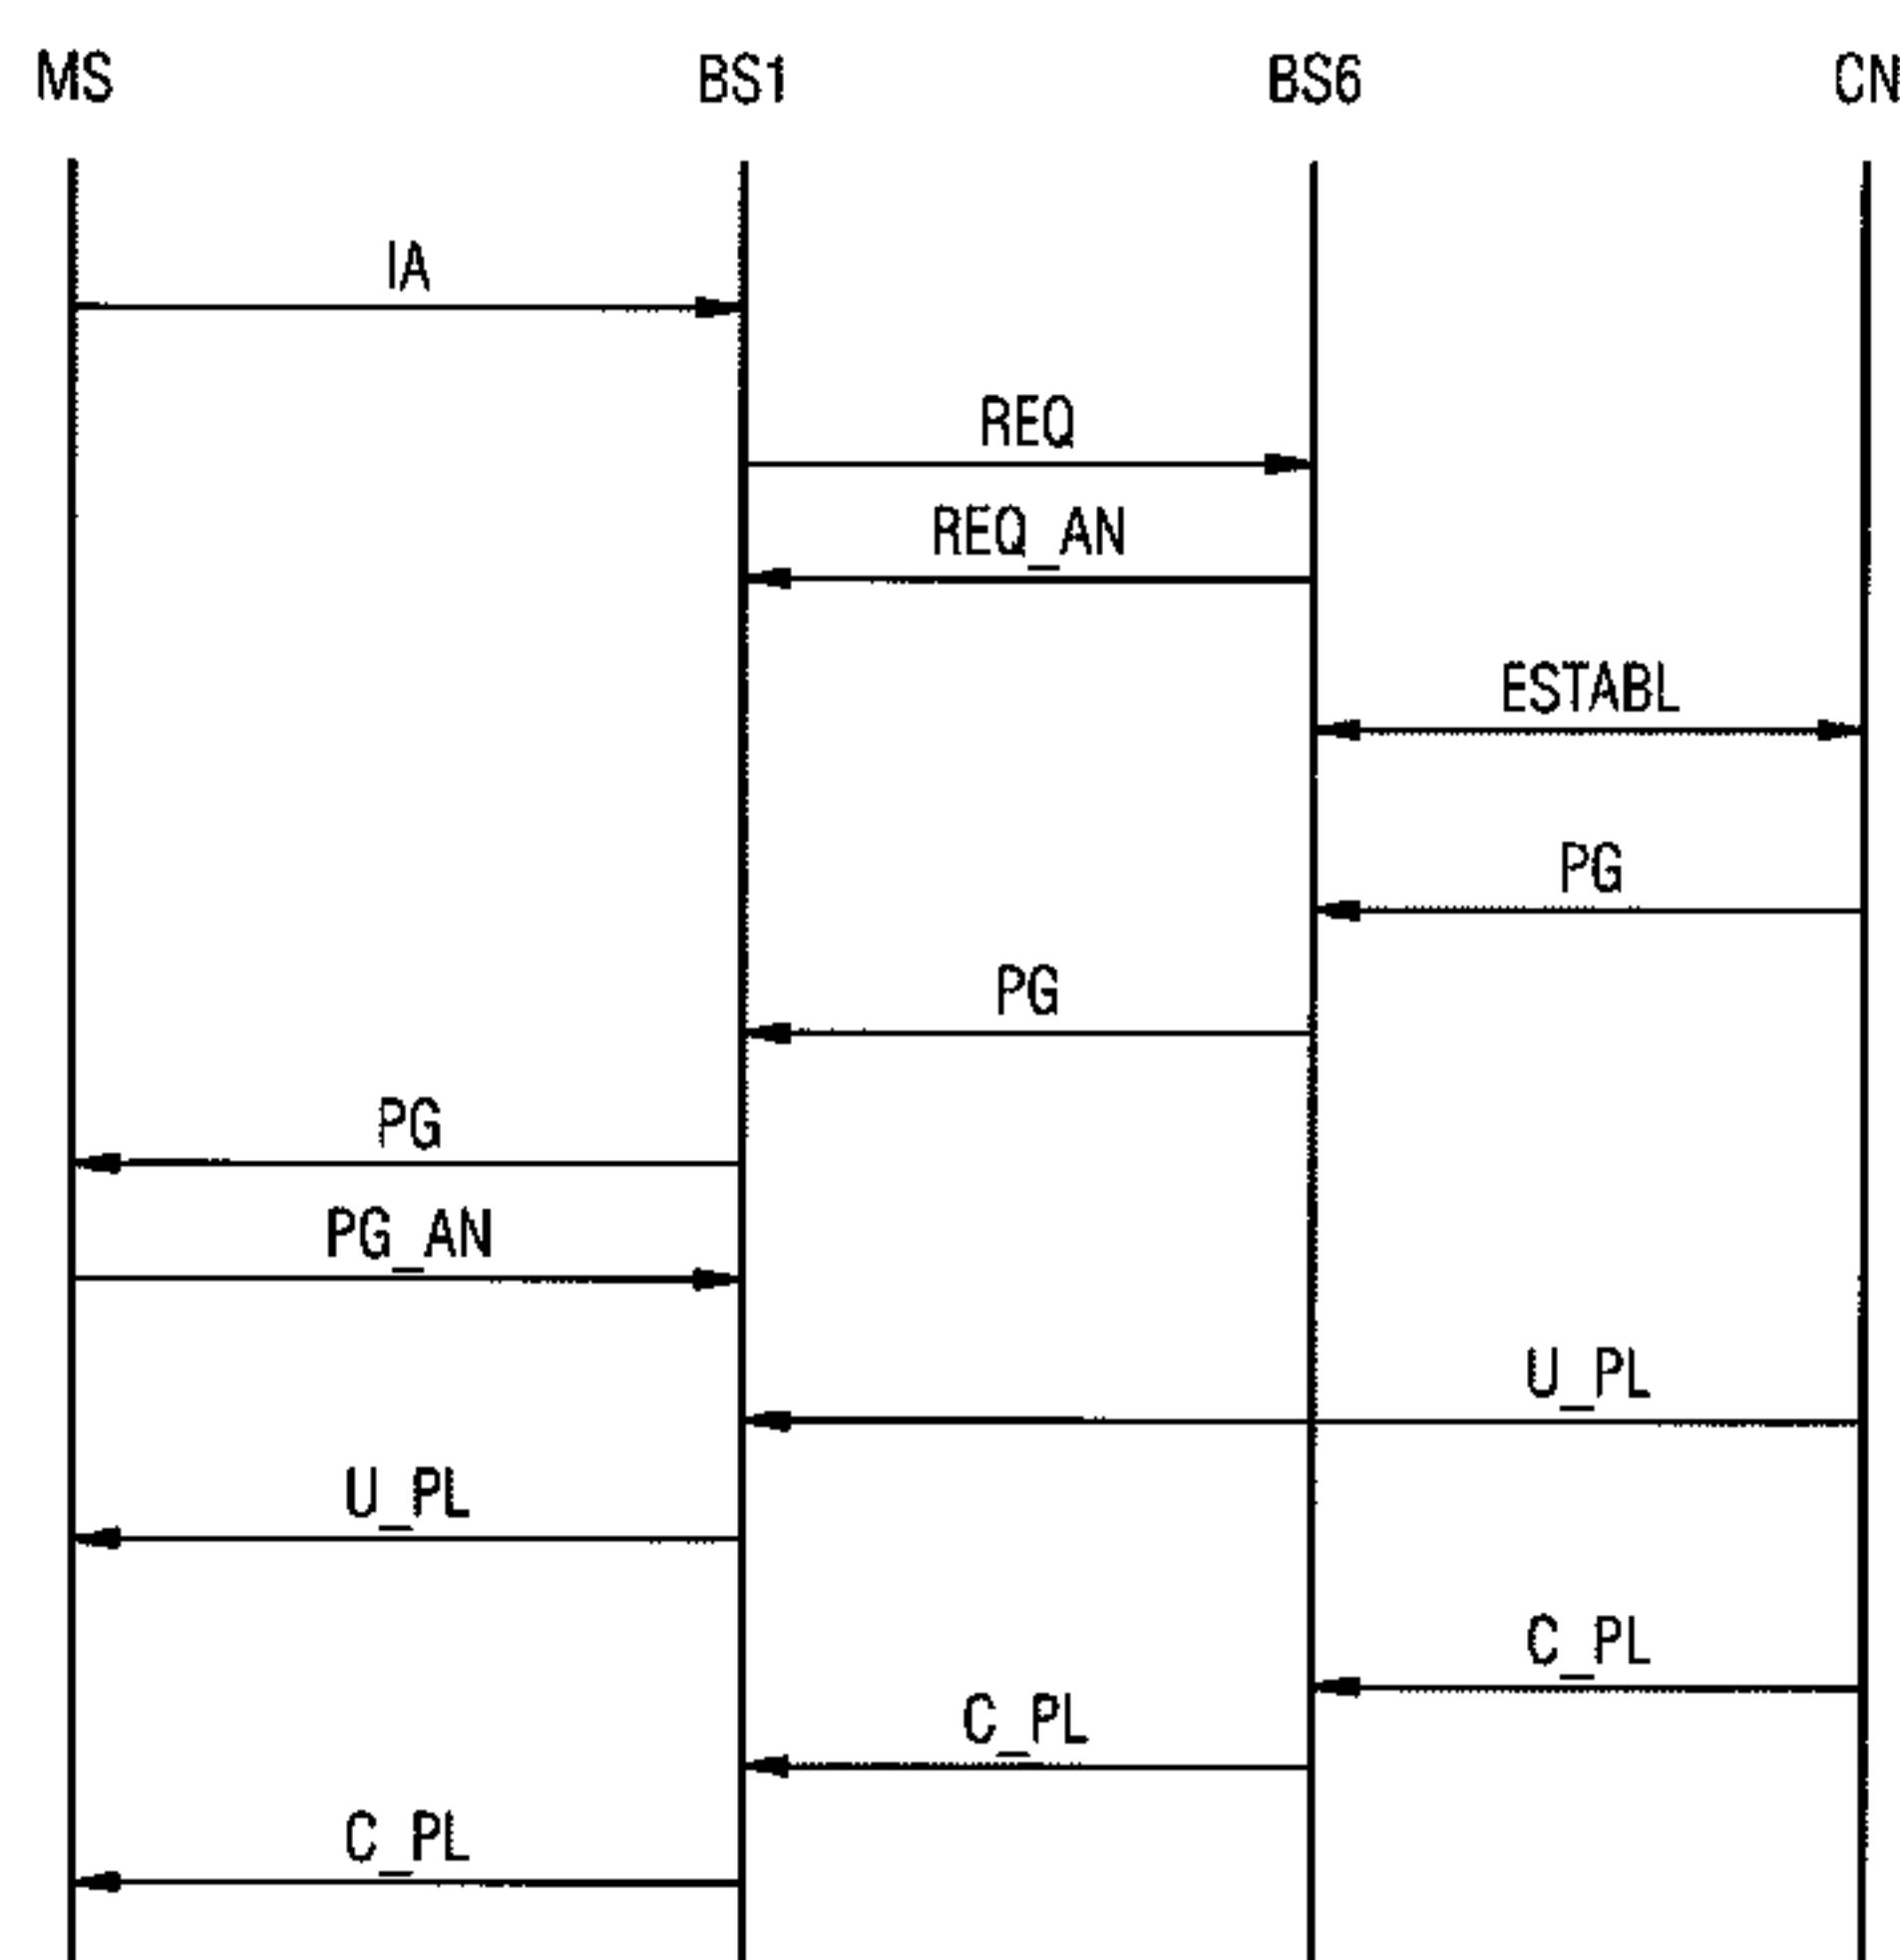 MS BS1 BS6 CN
IA
REQ
REQ_AN
ESTABL
PG
PG
PG
PG_AN
U_PL
U_PL
C_PL
C_PL
C_PL